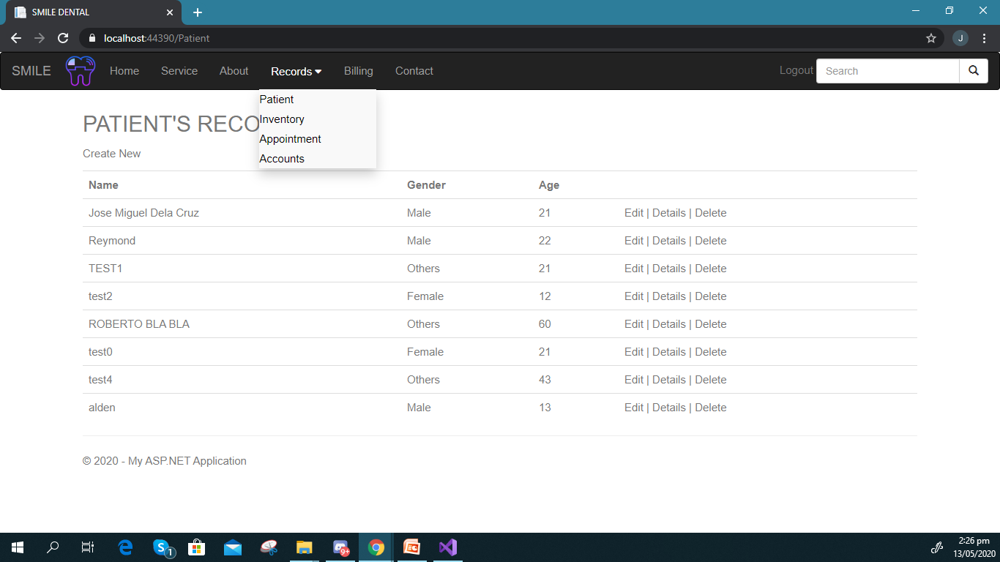 SMILE DENTAL
localhost:44390/Patient
J
SMILE Home Service About Records Billing Contact Logout Search
Patient
Inventory
Appointment
Accounts
PATIENT'S RECO
Create New
Name Gender Age
Jose Miguel Dela Cruz Male 21 Edit | Details | Delete
Reymond Male 22 Edit | Details | Delete
TEST1 Others 21 Edit | Details | Delete
test2 Female 12 Edit | Details | Delete
ROBERTO BLA BLA Others 60 Edit | Details | Delete
test0 Female 21 Edit | Details | Delete
test4 Others 43 Edit | Details | Delete
alden Male 13 Edit | Details | Delete
© 2020 - My ASP.NET Application
1
9+
2:26 pm
13/05/2020